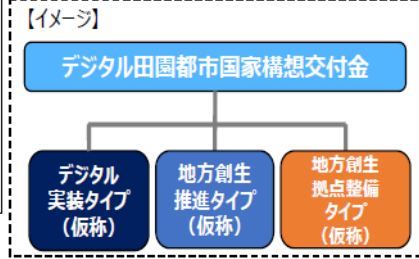 【イメージ】
デジタル田園都市国家構想交付金
デジタル
実装タイプ
（仮称）
地方創生
推進タイプ
（仮称）
地方創生
拠点整備
タイプ
（仮称）